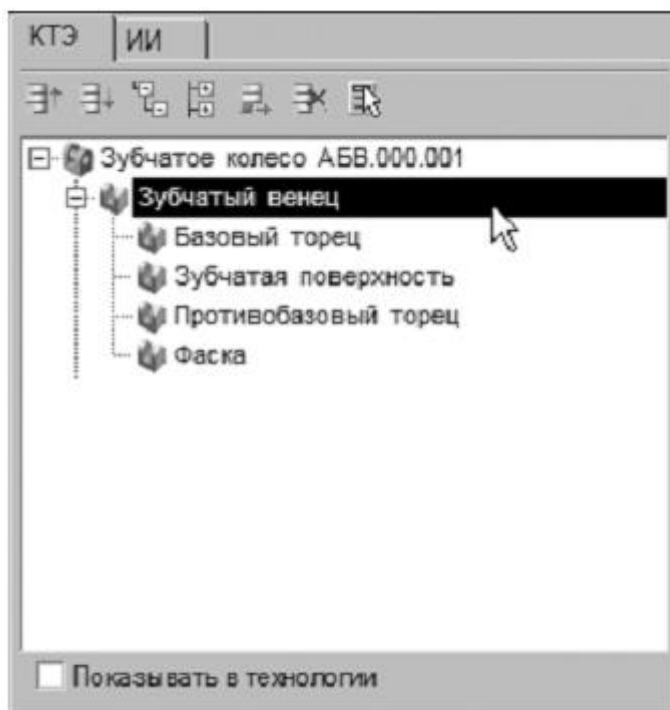 КТЭ ИИ
Зубчатое колесо АБВ.000.001
Зубчатый венец
Базовый торец
Зубчатая поверхность
Противобазовый торец
Фаска
Показывать в технологии